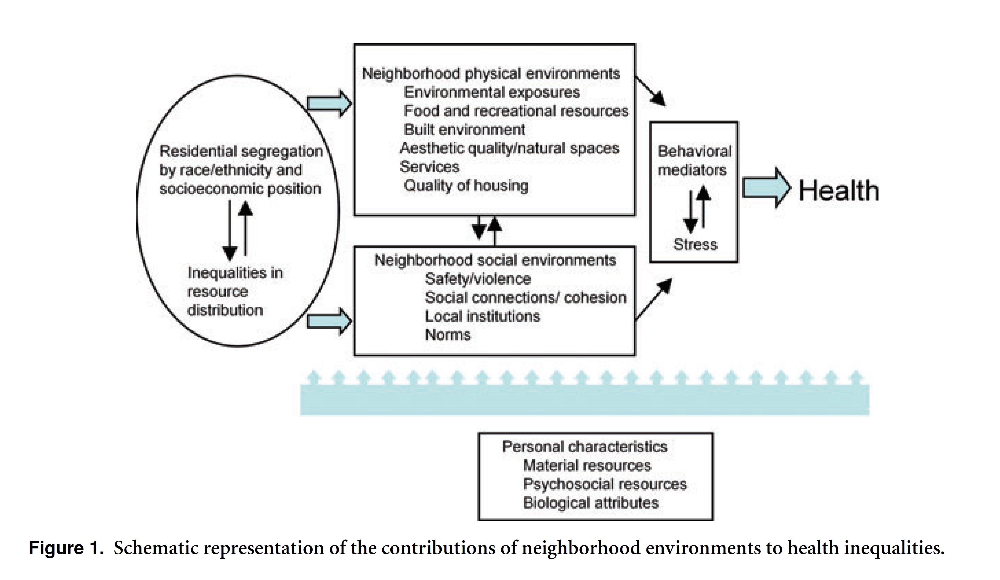 Residential segregation
by race/ethnicity and
socioeconomic position
Inequalities in
resource
distribution
Neighborhood physical environments
Environmental exposures
Food and recreational resources
Built environment
Aesthetic quality/natural spaces
Services
Quality of housing
Neighborhood social environments
Safety/violence
Social connections/ cohesion
Local institutions
Norms
Behavioral
mediators
Stress
Health
Personal characteristics
Material resources
Psychosocial resources
Biological attributes
Figure 1. Schematic representation of the contributions of neighborhood environments to health inequalities.